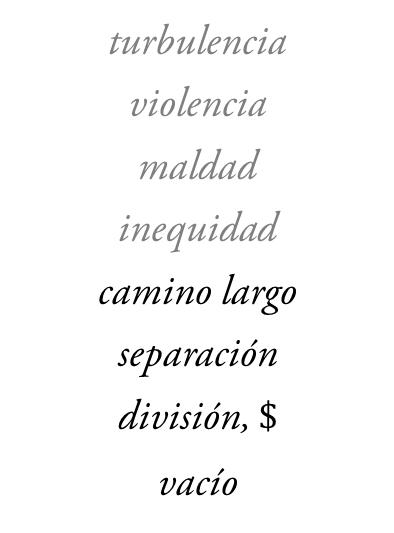 turbulencia
violencia
maldad
inequidad
camino largo
separación
división, $
vacío